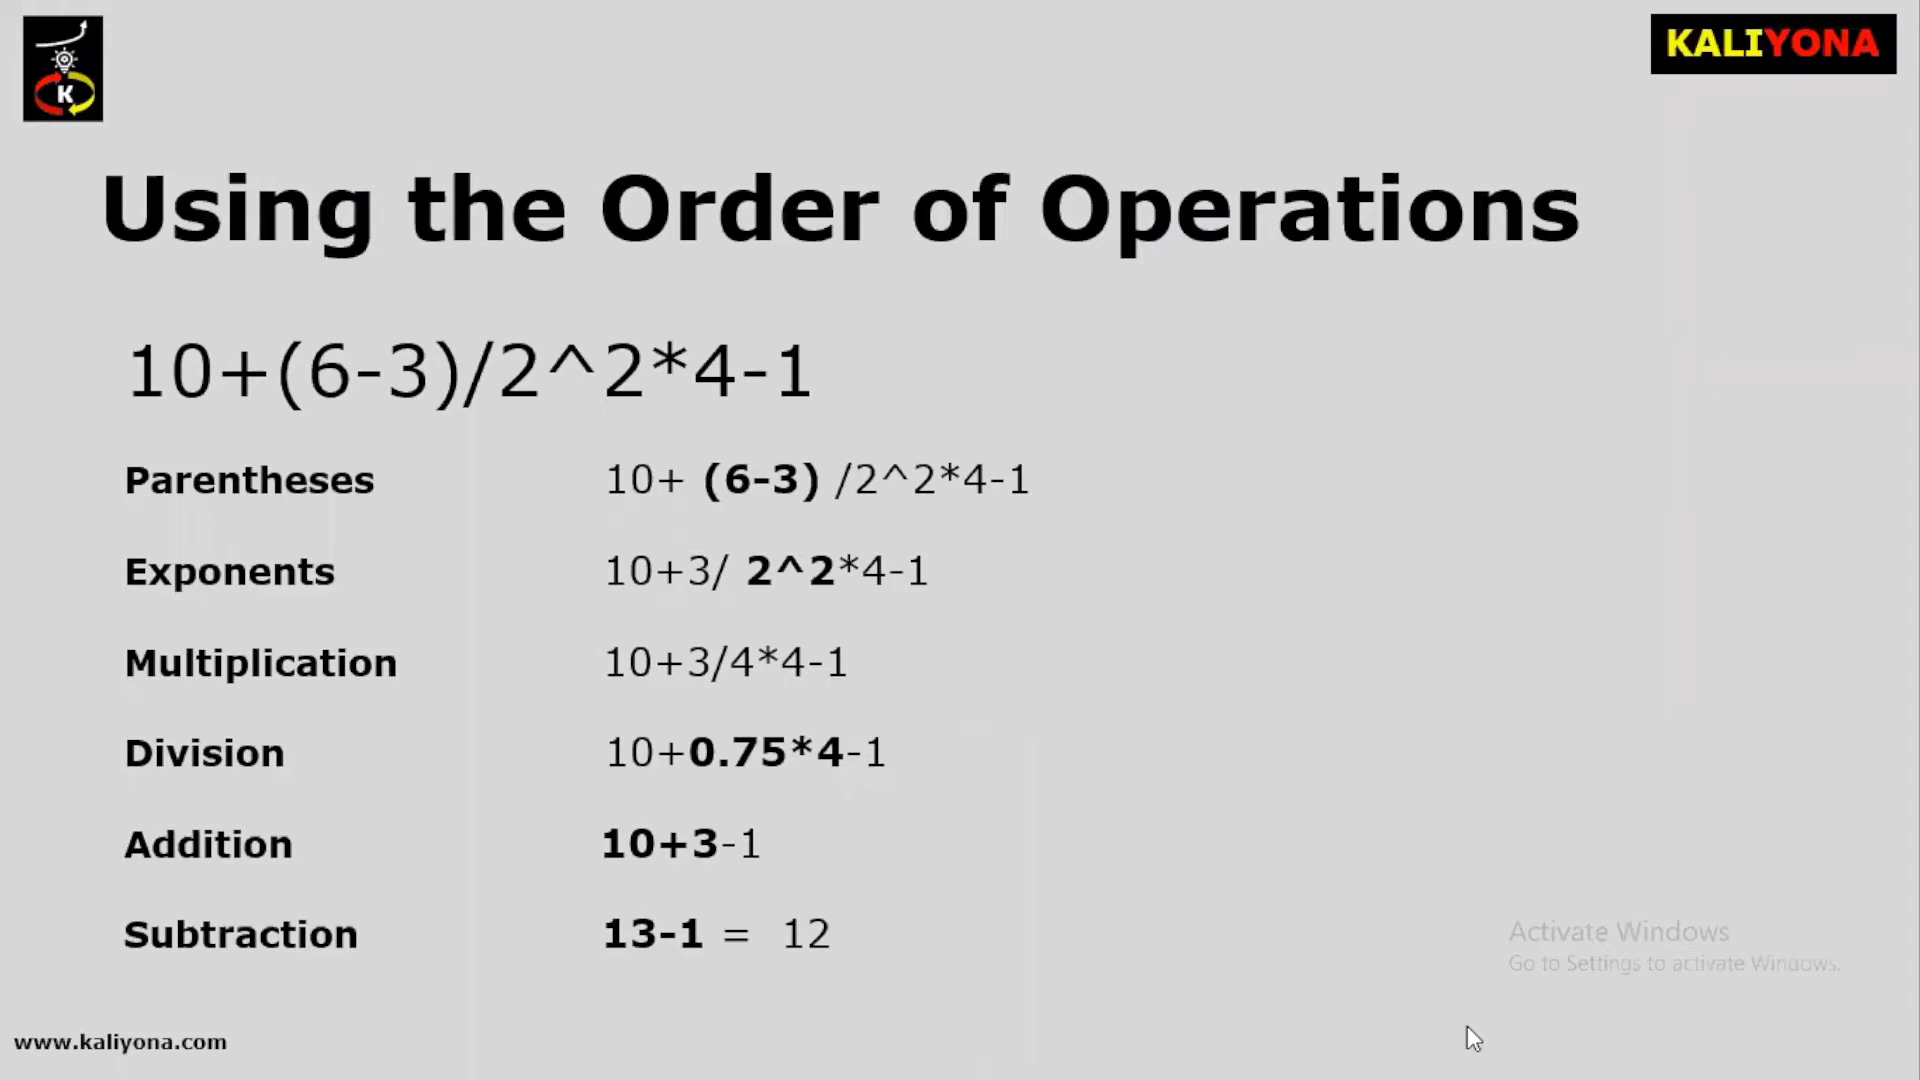 K
KALIYONA
Using the Order of Operations
10+(6-3)/2^2*4-1
Parentheses 10+ (6-3) /2^2*4-1
Exponents 10+3/ 2^2*4-1
Multiplication 10+3/4*4-1
Division 10+0.75*4-1
Addition 10+3-1
Subtraction 13-1 = 12
Activate Windows
Go to Settings to activate Windows.
www.kaliyona.com